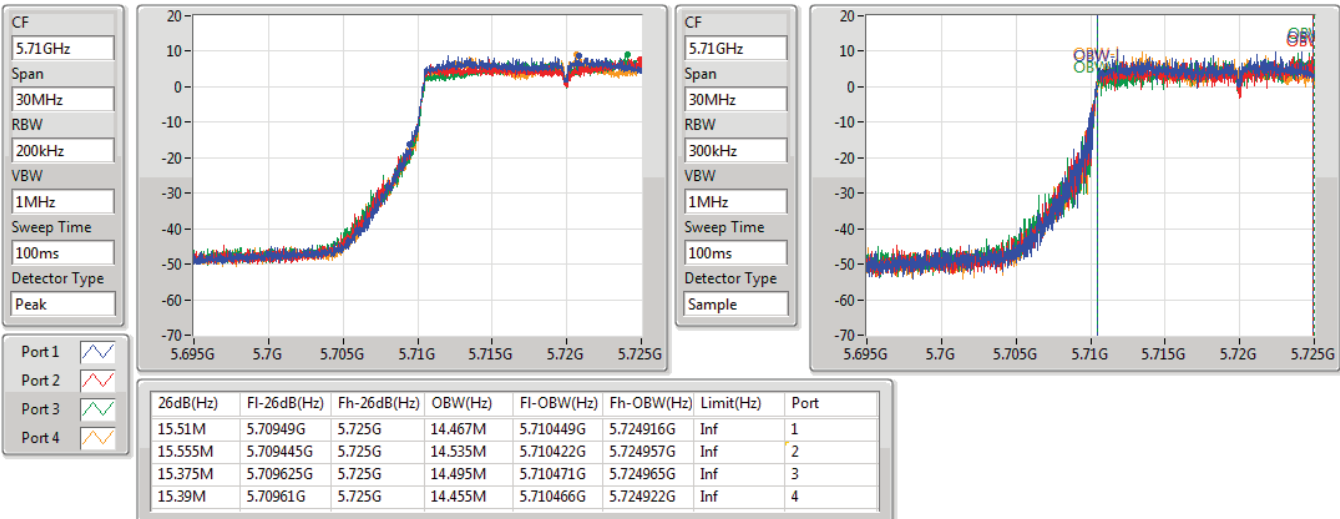 CF
5.71GHz
Span
30MHz
RBW
200kHz
VBW
1MHz
Sweep Time
100ms
Detector Type
Peak
20
10
0
-10
-20
-30
-40
-50
-60
-70
5.695G 5.7G 5.705G 5.71G 5.715G 5.72G 5.725G
CF
5.71GHz
Span
30MHz
RBW
300kHz
VBW
1MHz
Sweep Time
100ms
Detector Type
Sample
20
10
0
-10
-20
-30
-40
-50
-60
-70
5.695G 5.7G 5.705G 5.71G 5.715G 5.72G 5.725G
Port 1
Port 2
Port 3
Port 4
26dB(Hz) Fl-26dB(Hz) Fh-26dB(Hz) OBW(Hz) Fl-OBW(Hz) Fh-OBW(Hz) Limit(Hz) Port
15.51M 5.70949G 5.725G 14.467M 5.710449G 5.724916G Inf 1
15.555M 5.709445G 5.725G 14.535M 5.710422G 5.724957G Inf 2
15.375M 5.709625G 5.725G 14.495M 5.710471G 5.724965G Inf 3
15.39M 5.70961G 5.725G 14.455M 5.710466G 5.724922G Inf 4